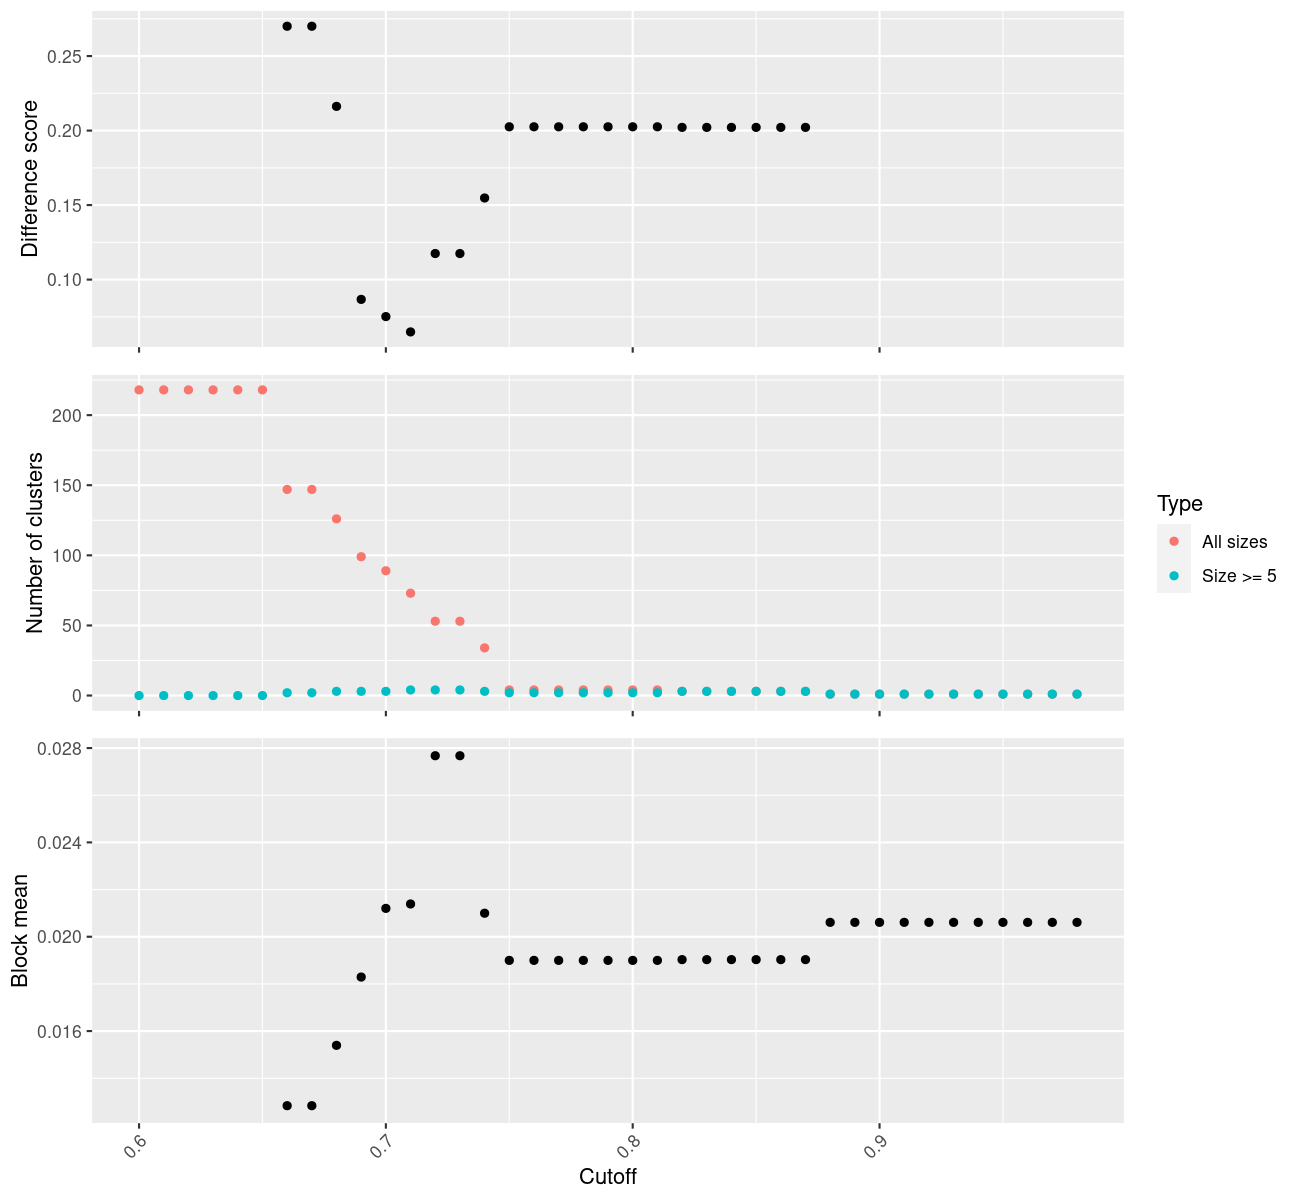 Difference score
0.25
0.20
0.15
0.10
Number of clusters
200
150
100
50
0
Type
All sizes
Size >= 5
Block mean
0.028
0.024
0.020
0.016
0.6
0.7
0.8
0.9
Cutoff